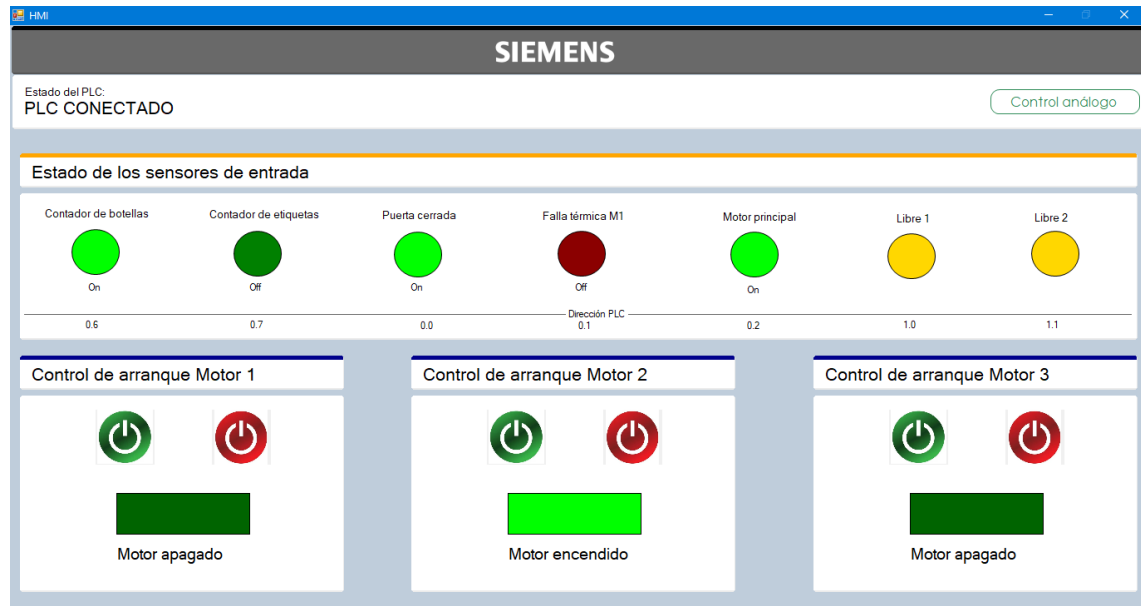 HMI
SIEMENS
Estado del PLC:
PLC CONECTADO
Control análogo
Estado de los sensores de entrada
Contador de botellas Contador de etiquetas Puerta cerrada Falla térmica M1 Motor principal Libre 1 Libre 2
On Off On Off On
Dirección PLC
0.6 0.7 0.0 0.1 0.2 1.0 1.1
Control de arranque Motor 1 Control de arranque Motor 2 Control de arranque Motor 3
Motor apagado Motor encendido Motor apagado